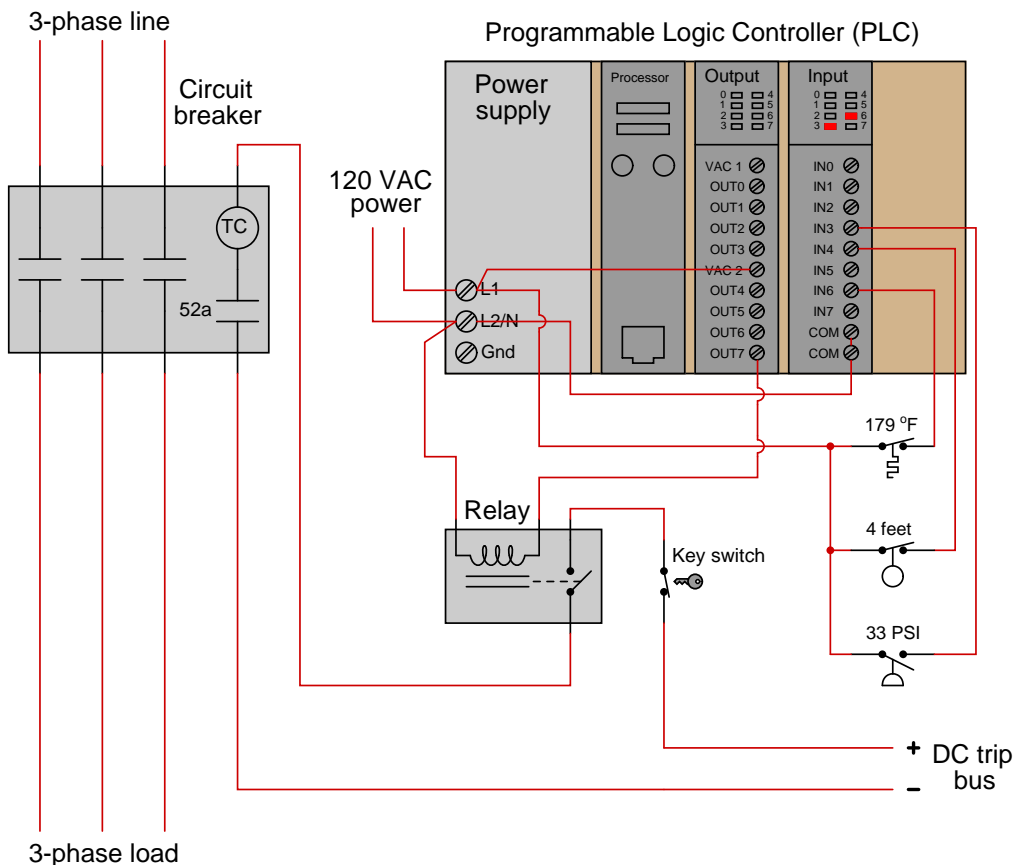 3-phase line
Programmable Logic Controller (PLC)
Circuit
breaker
TC
52a
120 VAC
power
Power
supply
L1
L2/N
Gnd
Processor
Output
0 4
1 5
2 6
3 7
VAC 1
OUT0
OUT1
OUT2
OUT3
VAC 2
OUT4
OUT5
OUT6
OUT7
Input
0 4
1 5
2 6
3 7
IN0
IN1
IN2
IN3
IN4
IN5
IN6
IN7
COM
COM
179 °F
4 feet
33 PSI
Relay
Key switch
+
-
DC trip
bus
3-phase load